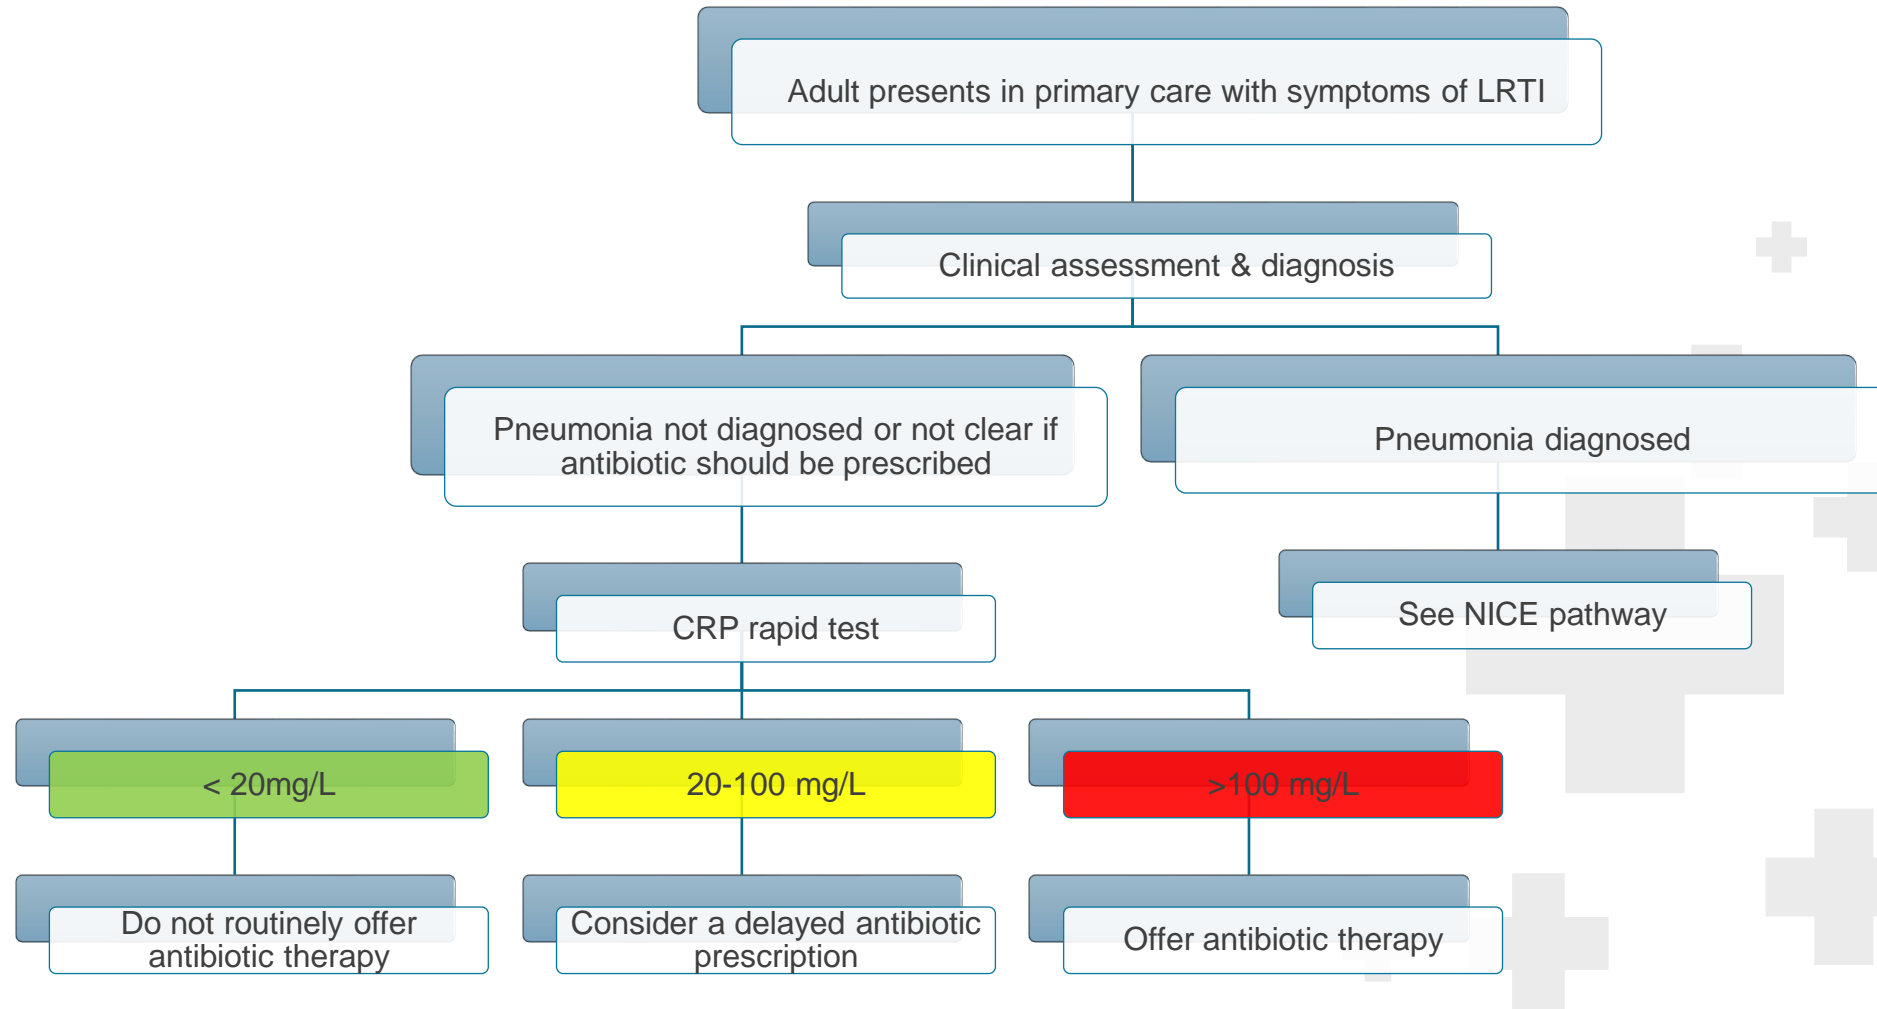 Adult presents in primary care with symptoms of LRTI
Clinical assessment & diagnosis
Pneumonia not diagnosed or not clear if
antibiotic should be prescribed
Pneumonia diagnosed
CRP rapid test
See NICE pathway
< 20mg/L
20-100 mg/L
>100 mg/L
Do not routinely offer
antibiotic therapy
Consider a delayed antibiotic
prescription
Offer antibiotic therapy